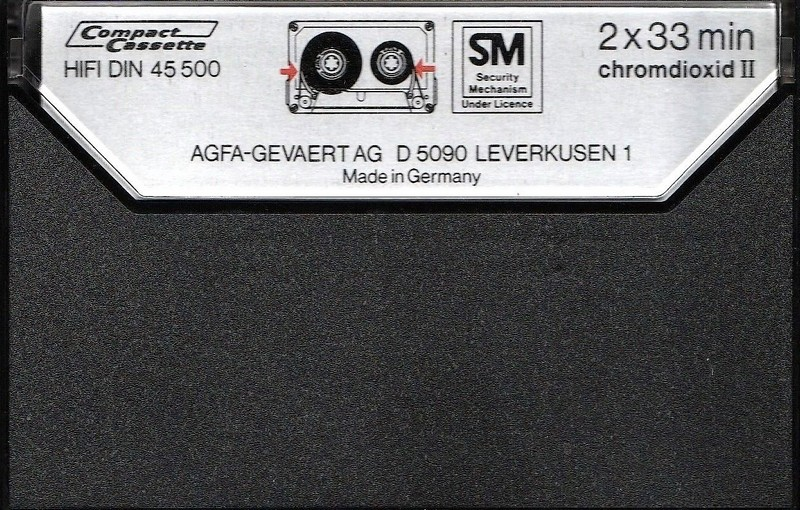 Compact Cassette
HIFI DIN 45 500
SM
Security
Mechanism
Under Licence
2 x 33 min
chromdioxid II
AGFA-GEVAERT AG D 5090 LEVERKUSEN 1
Made in Germany